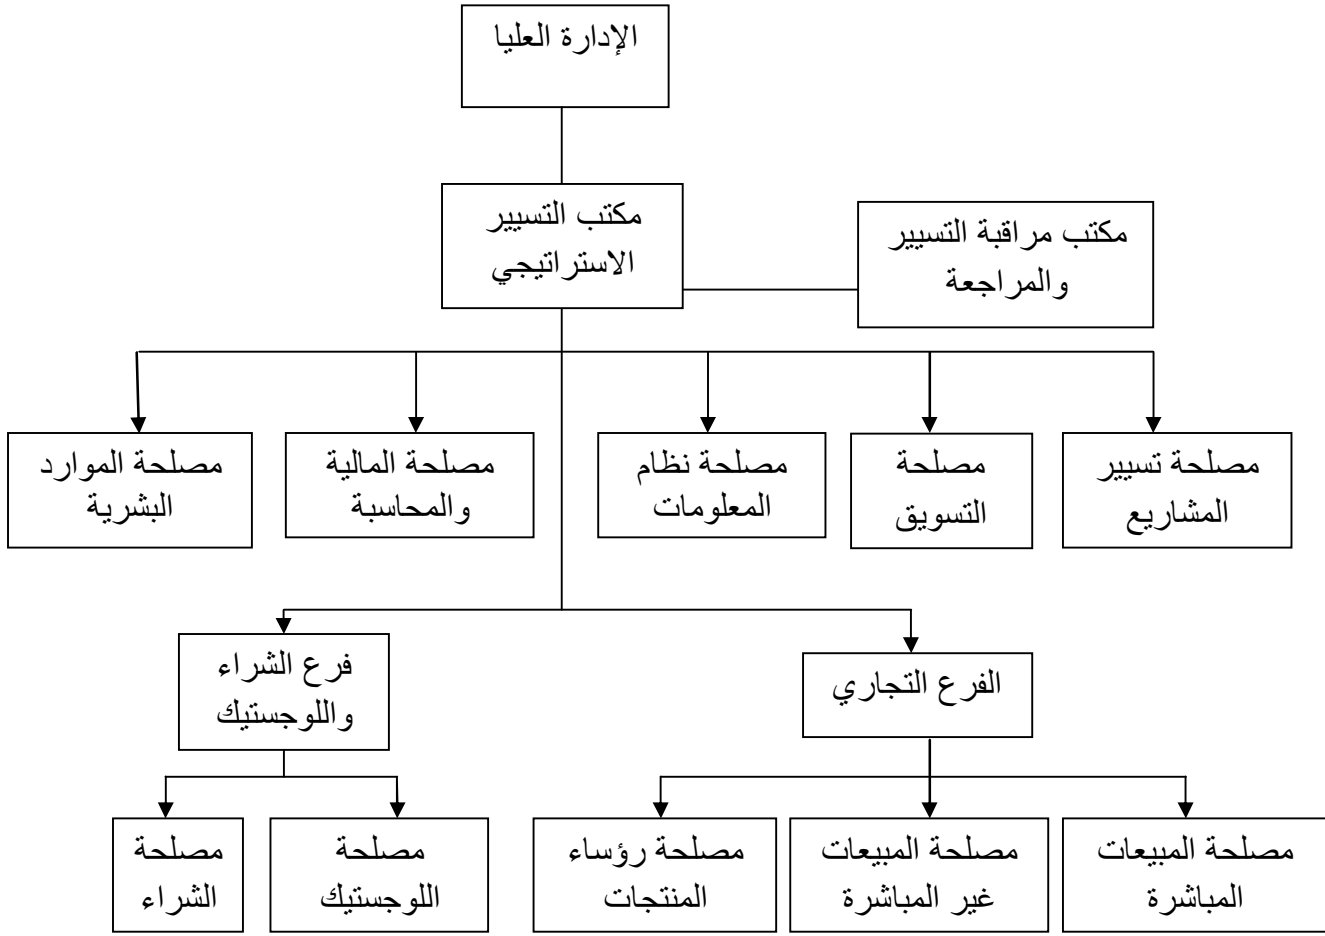 الإدارة العليا
مكتب التسيير
الاستراتيجي
مكتب مراقبة التسيير
والمراجعة
مصلحة تسيير
المشاريع
مصلحة
التسويق
مصلحة نظام
المعلومات
مصلحة المالية
والمحاسبة
مصلحة الموارد
البشرية
الفرع التجاري
فرع الشراء
واللوجستيك
مصلحة المبيعات
المباشرة
مصلحة المبيعات
غير المباشرة
مصلحة رؤساء
المنتجات
مصلحة
اللوجستيك
مصلحة
الشراء